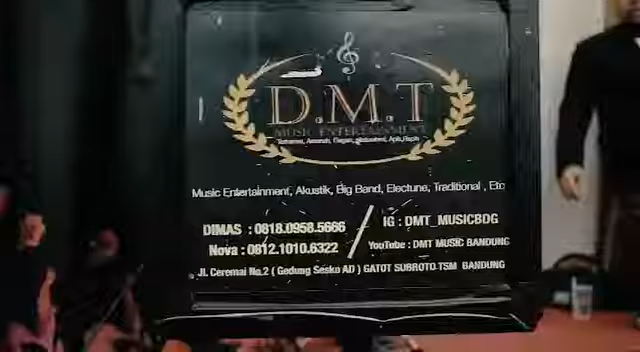 D.M.T
MUSIC ENTERTAINMENT
Music Entertainment, Akustik, Big Band, Electune, Traditional , Etc
DIMAS : 0818.0958.5666
IG : DMT_MUSICBDG
Nova : 0812.1010.6322
YouTube : DMT MUSIC BANDUNG
Jl. Ceremai No.2 ( Gedung Sesko AD ) GATOT SUBROTO TSM BANDUNG